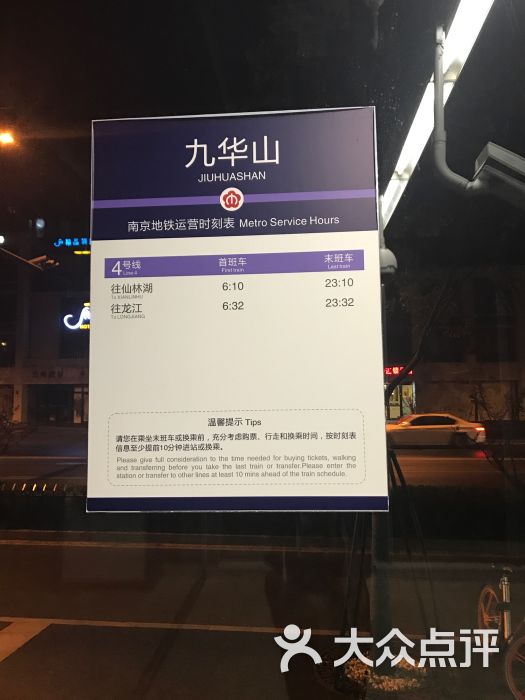 九华山
JIUHUASHAN
南京地铁运营时刻表 Metro Service Hours
4号线 首班车 末班车
Line 4 First train Last train
往仙林湖 6:10 23:10
To XIANLINHU
往龙江 6:32 23:32
To LONGJIANG
温馨提示 Tips
请您在乘坐末班车或换乘前，充分考虑购票、行走和换乘时间，按时刻表
信息至少提前10分钟进站或换乘。
Please give full consideration to the time needed for buying tickets, walking
and transferring before you take the last train or transfer.Please enter the
station or transfer to other lines at least 10 mins ahead of the train schedule.
大众点评